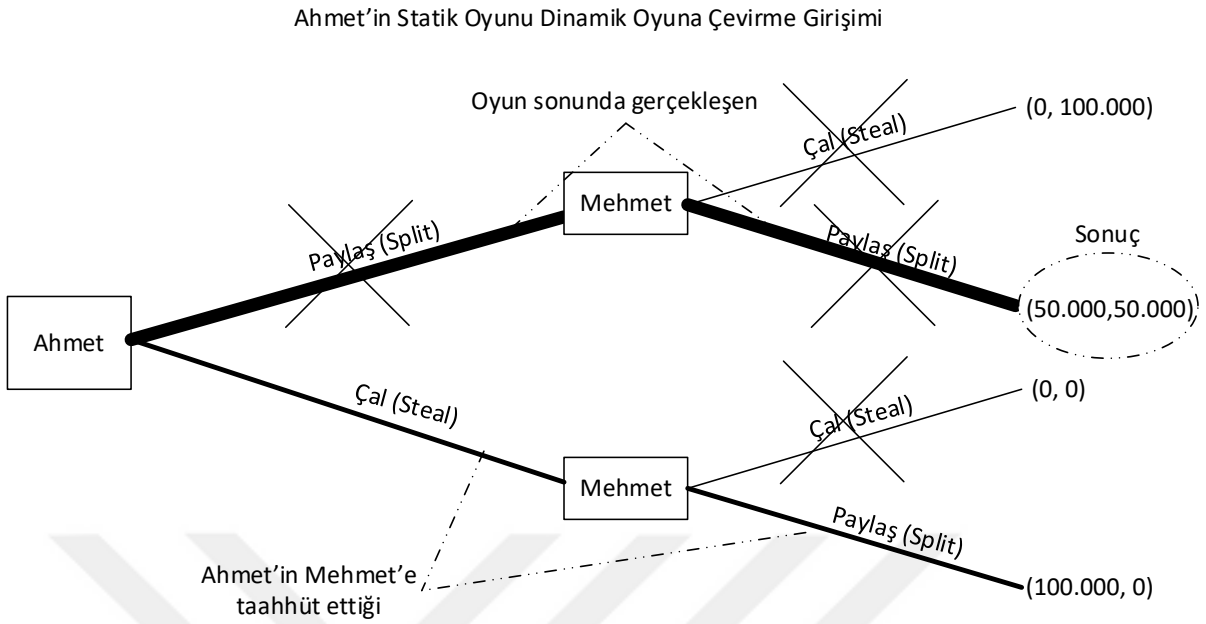 Ahmet'in Statik Oyunu Dinamik Oyuna Çevirme Girişimi
Oyun sonunda gerçekleşen
Çal (Steal)
(0, 100.000)
Mehmet
Paylaş (Split)
Paylaş (Split)
Sonuç
(50.000,50.000)
Ahmet
Çal (Steal)
Çal (Steal)
(0, 0)
Mehmet
Paylaş (Split)
(100.000, 0)
Ahmet'in Mehmet'e
taahhüt ettiği